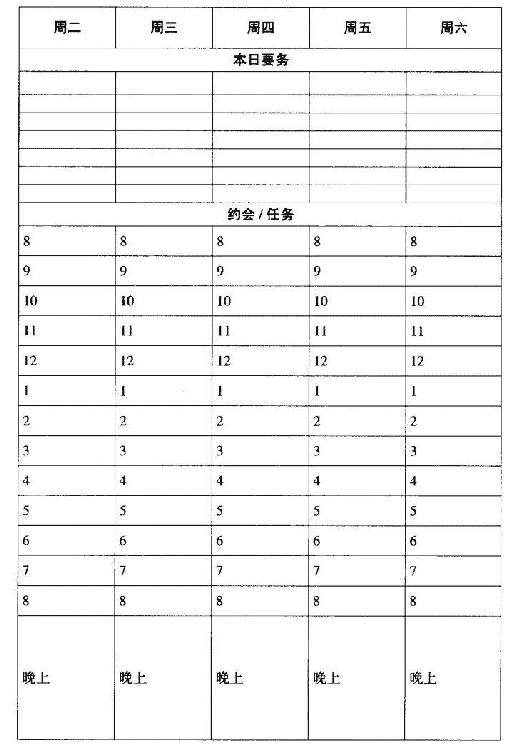 周二 周三 周四 周五 周六
本日要务
约会 / 任务
8 8 8 8 8
9 9 9 9 9
10 10 10 10 10
11 11 11 11 11
12 12 12 12 12
1 1 1 1 1
2 2 2 2 2
3 3 3 3 3
4 4 4 4 4
5 5 5 5 5
6 6 6 6 6
7 7 7 7 7
8 8 8 8 8
晚上 晚上 晚上 晚上 晚上